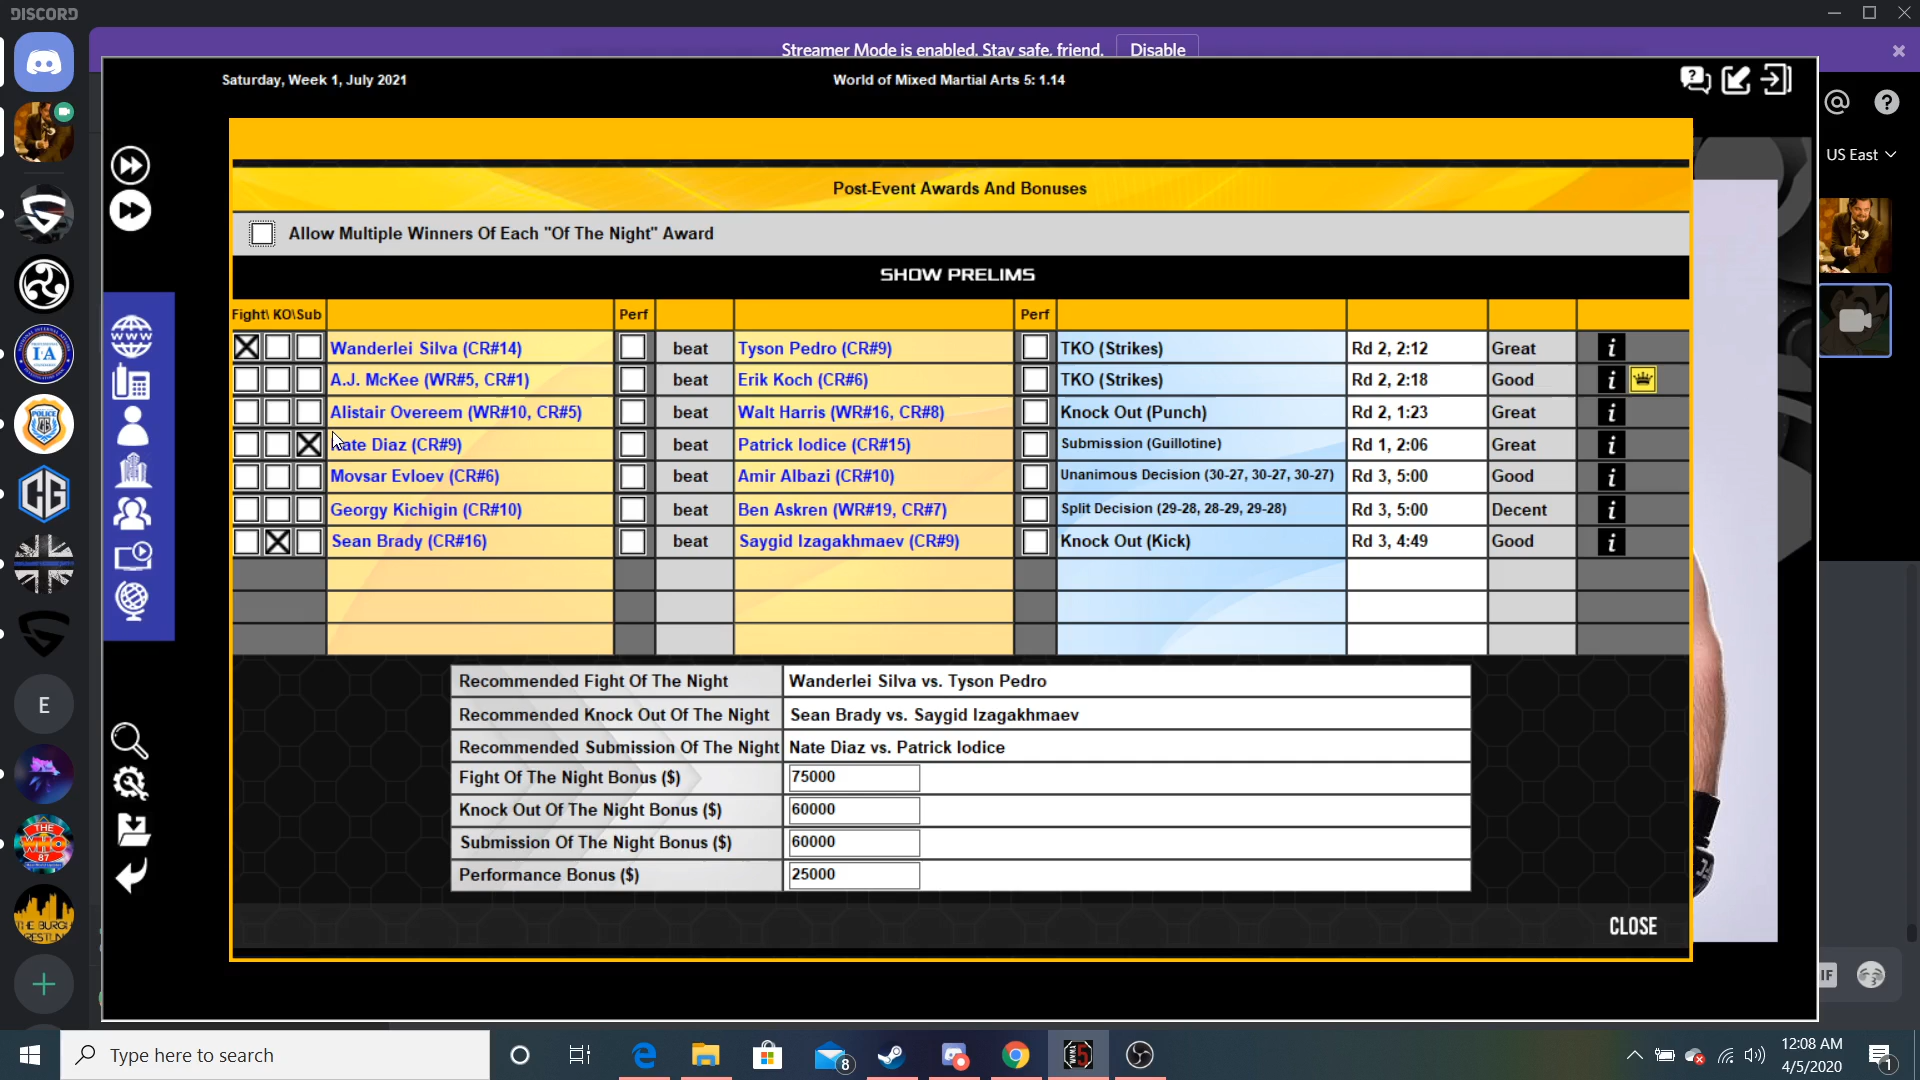 DISCORD
Streamer Mode is enabled. Stay safe, friend. Disable
Saturday, Week 1, July 2021
World of Mixed Martial Arts 5: 1.14
US East
Post-Event Awards And Bonuses
Allow Multiple Winners Of Each "Of The Night" Award
SHOW PRELIMS
Fight\ KO\Sub Perf Perf
Wanderlei Silva (CR#14) beat Tyson Pedro (CR#9) TKO (Strikes) Rd 2, 2:12 Great i
A.J. McKee (WR#5, CR#1) beat Erik Koch (CR#6) TKO (Strikes) Rd 2, 2:18 Good i
Alistair Overeem (WR#10, CR#5) beat Walt Harris (WR#16, CR#8) Knock Out (Punch) Rd 2, 1:23 Great i
Nate Diaz (CR#9) beat Patrick Iodice (CR#15) Submission (Guillotine) Rd 1, 2:06 Great i
Movsar Evloev (CR#6) beat Amir Albazi (CR#10) Unanimous Decision (30-27, 30-27, 30-27) Rd 3, 5:00 Good i
Georgy Kichigin (CR#10) beat Ben Askren (WR#19, CR#7) Split Decision (29-28, 28-29, 29-28) Rd 3, 5:00 Decent i
Sean Brady (CR#16) beat Saygid Izagakhmaev (CR#9) Knock Out (Kick) Rd 3, 4:49 Good i
Recommended Fight Of The Night Wanderlei Silva vs. Tyson Pedro
Recommended Knock Out Of The Night Sean Brady vs. Saygid Izagakhmaev
Recommended Submission Of The Night Nate Diaz vs. Patrick Iodice
Fight Of The Night Bonus ($) 75000
Knock Out Of The Night Bonus ($) 60000
Submission Of The Night Bonus ($) 60000
Performance Bonus ($) 25000
CLOSE
WWW
I-A
POLICE
CG
E
THE
WHO
87
THE BURG
IF
Type here to search
8
5
12:08 AM
4/5/2020
1